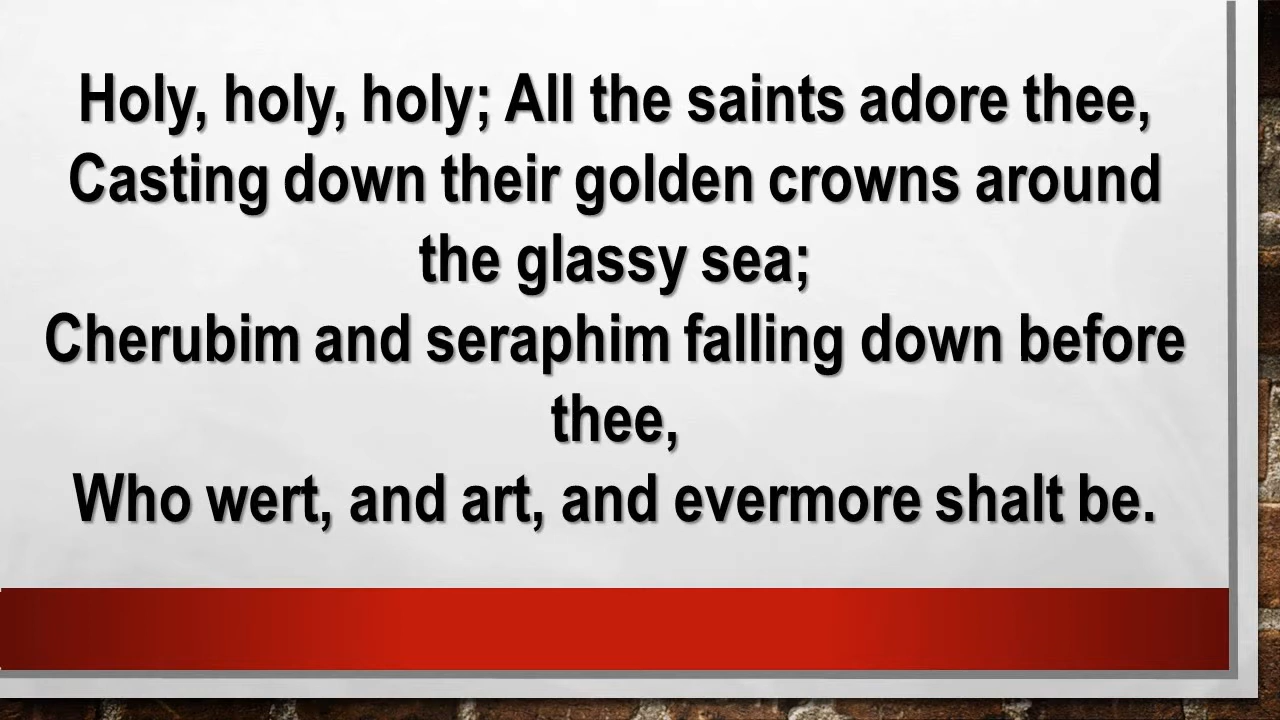 Holy, holy, holy; All the saints adore thee,
Casting down their golden crowns around
the glassy sea;
Cherubim and seraphim falling down before
thee,
Who wert, and art, and evermore shalt be.